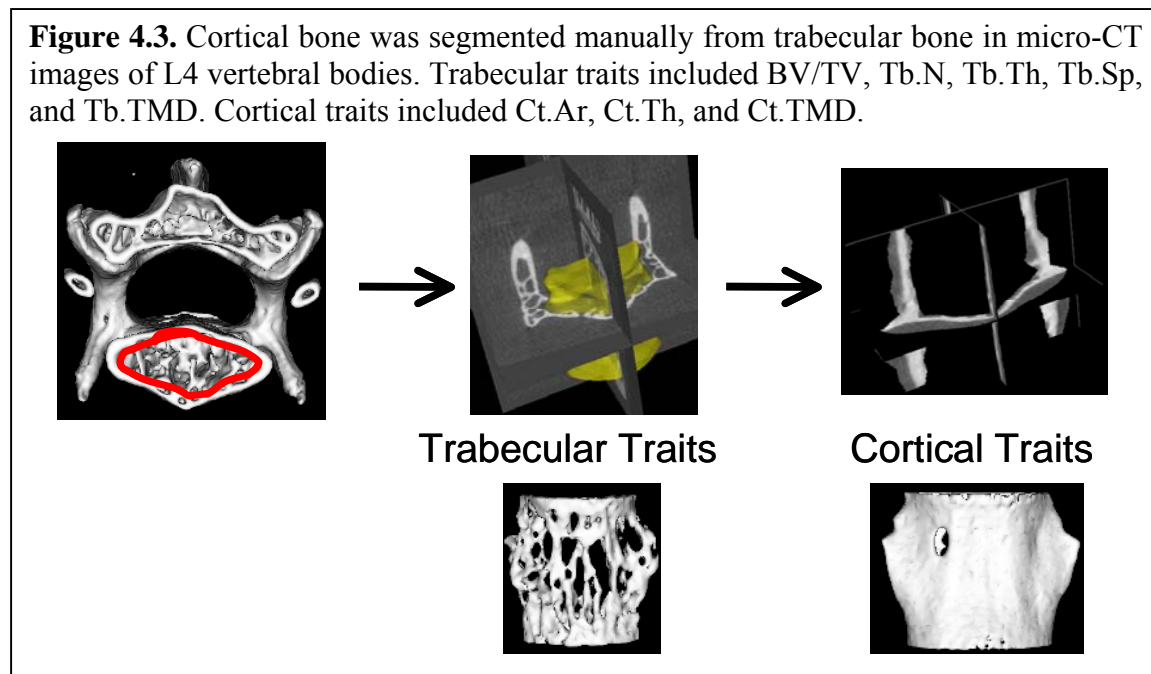 Figure 4.3. Cortical bone was segmented manually from trabecular bone in micro-CT
images of L4 vertebral bodies. Trabecular traits included BV/TV, Tb.N, Tb.Th, Tb.Sp,
and Tb.TMD. Cortical traits included Ct.Ar, Ct.Th, and Ct.TMD.
Trabecular Traits
Cortical Traits